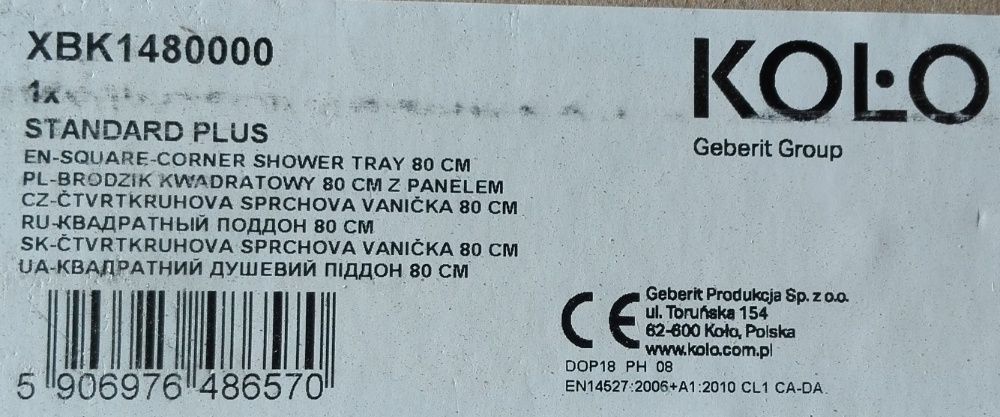 XBK1480000
1x
STANDARD PLUS
EN-SQUARE-CORNER SHOWER TRAY 80 CM
PL-BRODZIK KWADRATOWY 80 CM Z PANELEM
CZ-ČTVRTKRUHOVA SPRCHOVA VANIČKA 80 CM
RU-КВАДРАТНЫЙ ПОДДОН 80 CM
SK-ČTVRTKRUHOVA SPRCHOVA VANIČKA 80 CM
UA-КВАДРАТНИЙ ДУШЕВИЙ ПІДДОН 80 CM
5 906976 486570
KOŁO
Geberit Group
CE
Geberit Produkcja Sp. z o.o.
ul. Toruńska 154
62-600 Koło, Polska
www.kolo.com.pl
DOP18 PH 08
EN14527:2006+A1:2010 CL1 CA-DA